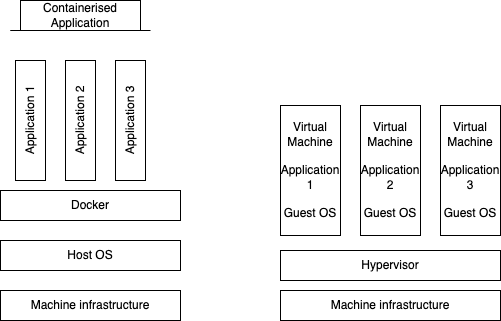 Containerised
Application
Application 1
Application 2
Application 3
Docker
Host OS
Machine infrastructure
Virtual
Machine
Application
1
Guest OS
Virtual
Machine
Application
2
Guest OS
Virtual
Machine
Application
3
Guest OS
Hypervisor
Machine infrastructure